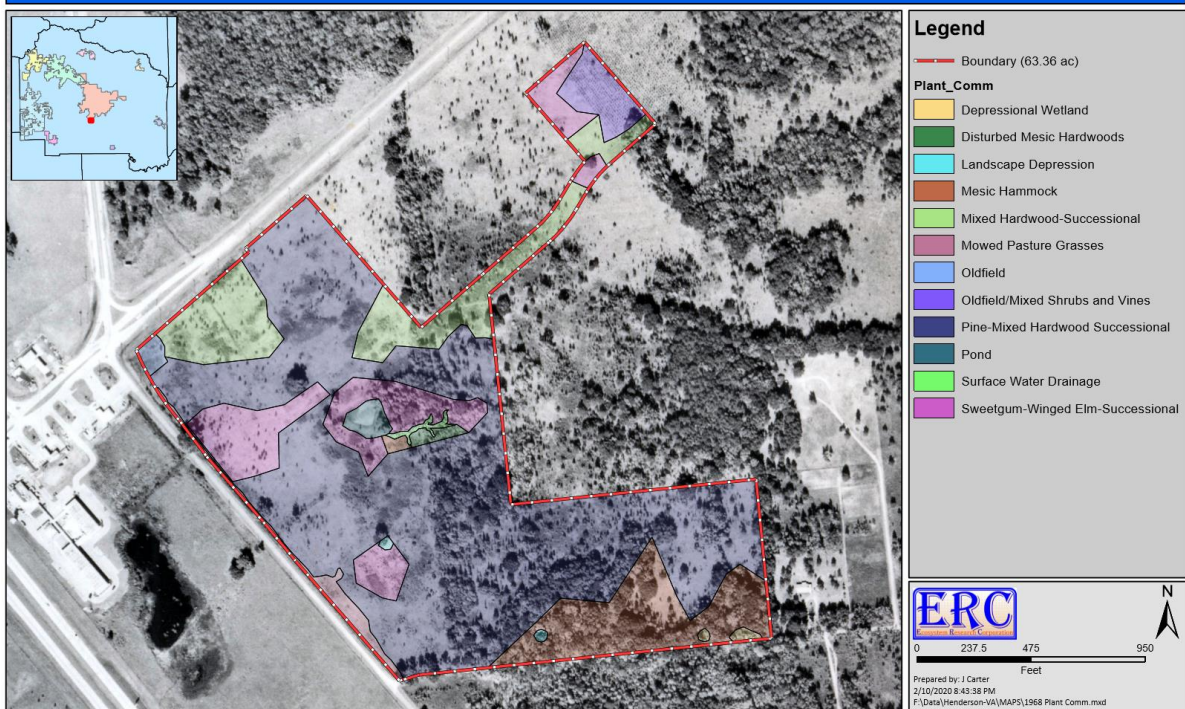 Legend
Boundary (63.36 ac)
Plant_Comm
Depressional Wetland
Disturbed Mesic Hardwoods
Landscape Depression
Mesic Hammock
Mixed Hardwood-Successional
Mowed Pasture Grasses
Oldfield
Oldfield/Mixed Shrubs and Vines
Pine-Mixed Hardwood Successional
Pond
Surface Water Drainage
Sweetgum-Winged Elm-Successional
ERC
Ecosystem Research Corporation
N
0 237.5 475 950
Feet
Prepared by: J Carter
2/10/2020 8:43:38 PM
F:\Data\Henderson-VA\MAPS\1968 Plant Comm.mxd